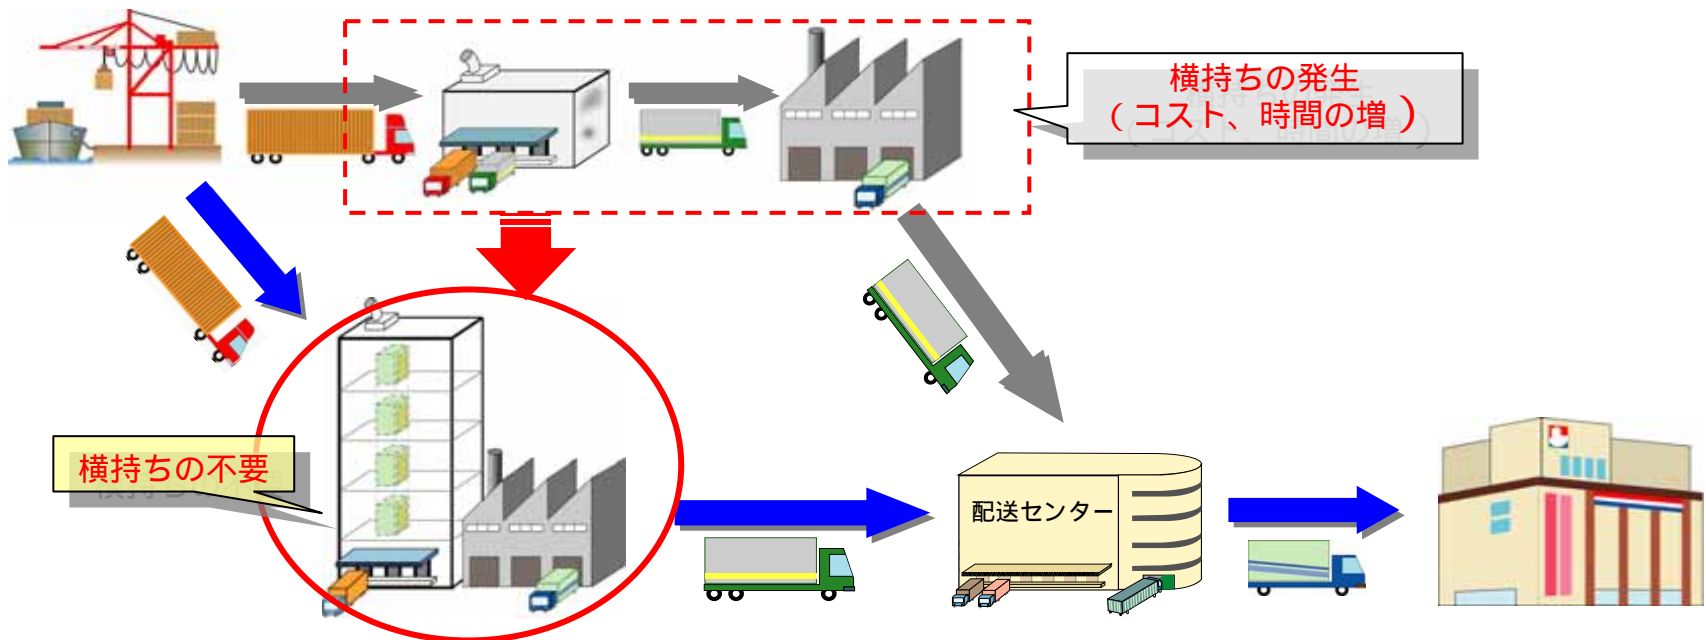 横持ちの発生
(コスト、時間の増)
横持ちの不要
配送センター